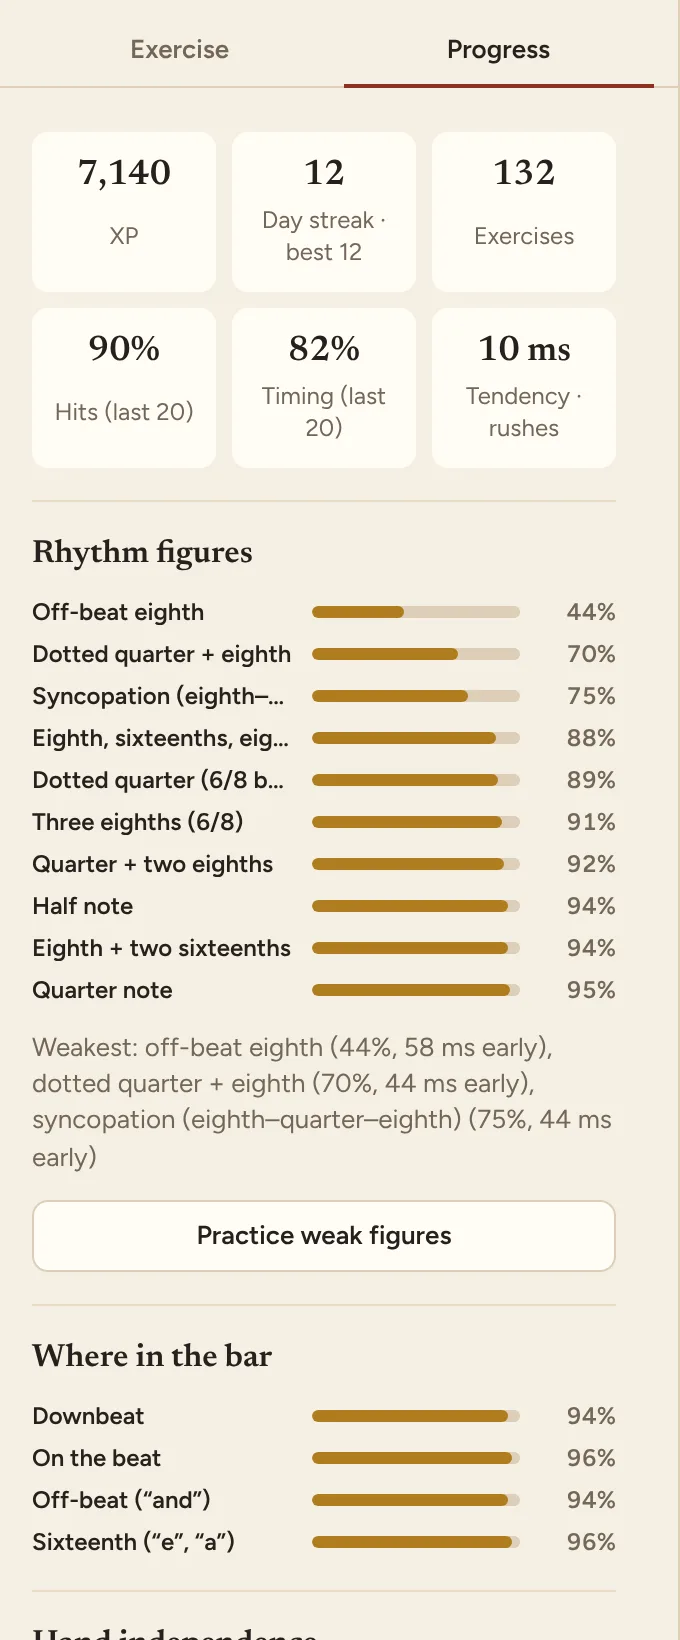 Exercise
Progress
7,140
XP
12
Day streak ·
best 12
132
Exercises
90%
Hits (last 20)
82%
Timing (last
20)
10 ms
Tendency ·
rushes
Rhythm figures
Off-beat eighth 44%
Dotted quarter + eighth 70%
Syncopation (eighth–... 75%
Eighth, sixteenths, eig... 88%
Dotted quarter (6/8 b... 89%
Three eighths (6/8) 91%
Quarter + two eighths 92%
Half note 94%
Eighth + two sixteenths 94%
Quarter note 95%
Weakest: off-beat eighth (44%, 58 ms early),
dotted quarter + eighth (70%, 44 ms early),
syncopation (eighth–quarter–eighth) (75%, 44 ms
early)
Practice weak figures
Where in the bar
Downbeat 94%
On the beat 96%
Off-beat (“and”) 94%
Sixteenth (“e”, “a”) 96%
Hand independence